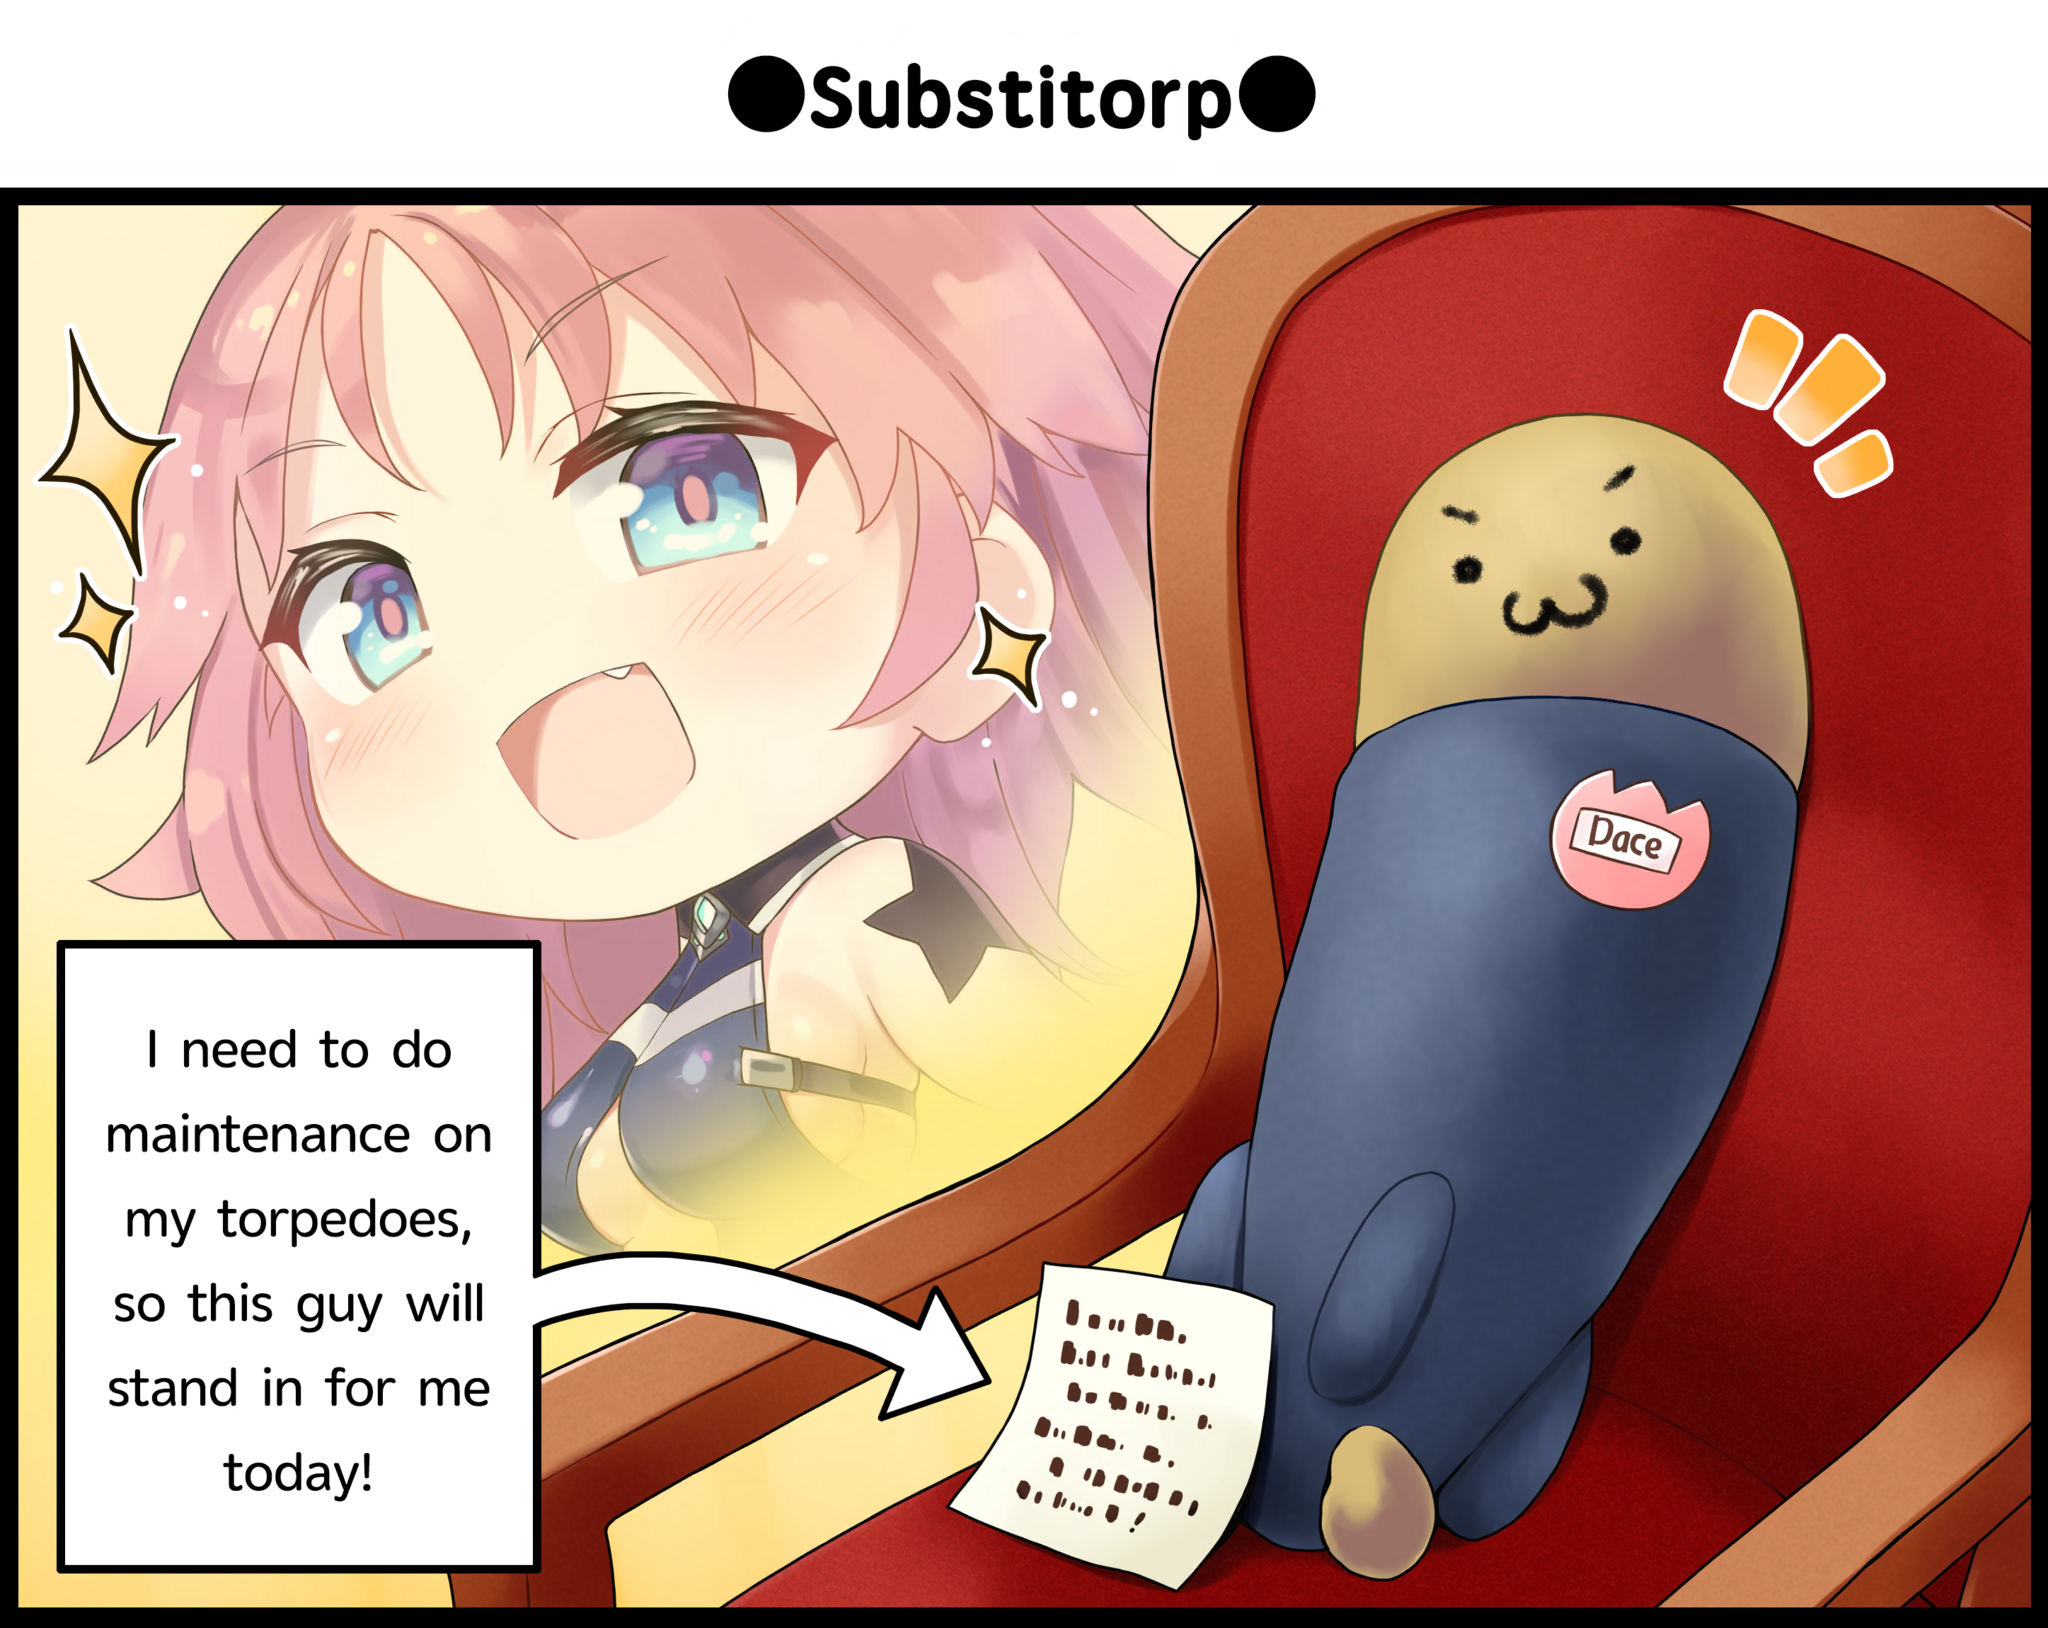 ●Substitorp●
I need to do
maintenance on
my torpedoes,
so this guy will
stand in for me
today!
Dace